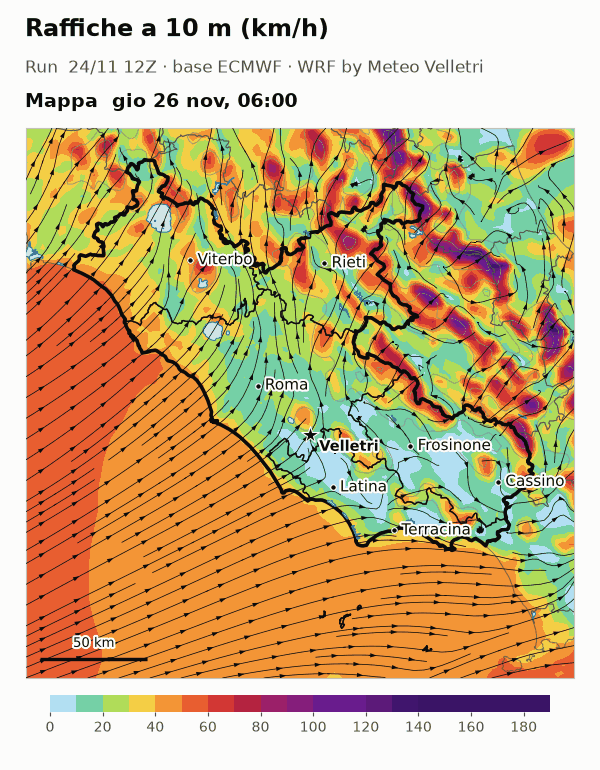 Raffiche a 10 m (km/h)
Run  24/11 12Z · base ECMWF · WRF by Meteo Velletri
Mappa  gio 26 nov, 06:00
Viterbo
Rieti
Roma
Velletri
Frosinone
Latina
Cassino
Terracina
50 km
0 20 40 60 80 100 120 140 160 180